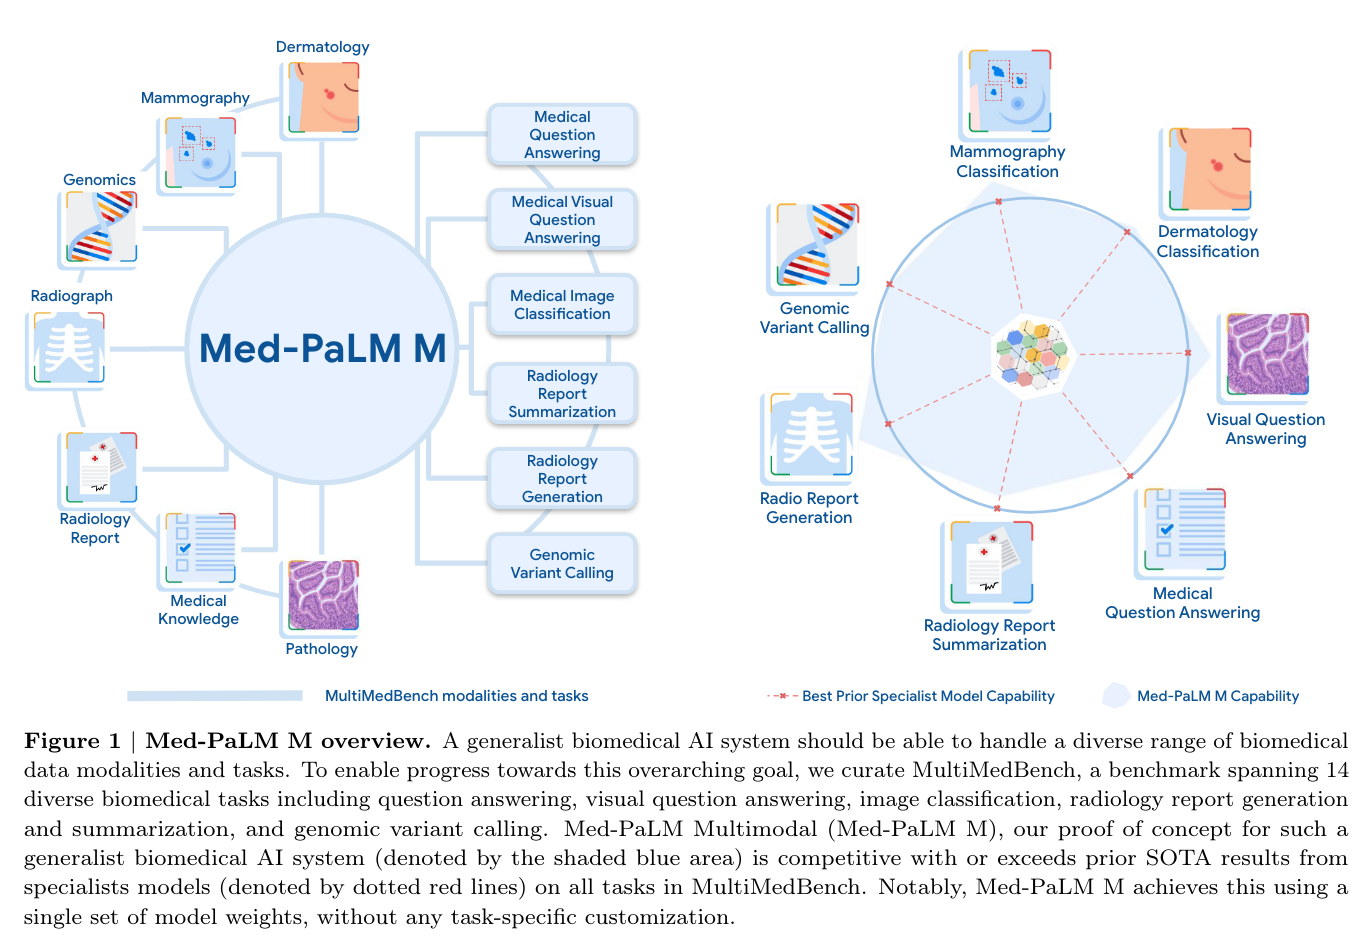 Dermatology
Mammography
Genomics
Radiograph
Radiology
Report
Medical
Knowledge
Pathology
Med-PaLM M
Medical
Question
Answering
Medical Visual
Question
Answering
Medical Image
Classification
Radiology
Report
Summarization
Radiology
Report
Generation
Genomic
Variant Calling
MultiMedBench modalities and tasks
Mammography
Classification
Dermatology
Classification
Genomic
Variant Calling
Visual Question
Answering
Radio Report
Generation
Medical
Question Answering
Radiology Report
Summarization
Best Prior Specialist Model Capability
Med-PaLM M Capability
Figure 1 | Med-PaLM M overview. A generalist biomedical AI system should be able to handle a diverse range of biomedical
data modalities and tasks. To enable progress towards this overarching goal, we curate MultiMedBench, a benchmark spanning 14
diverse biomedical tasks including question answering, visual question answering, image classification, radiology report generation
and summarization, and genomic variant calling. Med-PaLM Multimodal (Med-PaLM M), our proof of concept for such a
generalist biomedical AI system (denoted by the shaded blue area) is competitive with or exceeds prior SOTA results from
specialists models (denoted by dotted red lines) on all tasks in MultiMedBench. Notably, Med-PaLM M achieves this using a
single set of model weights, without any task-specific customization.